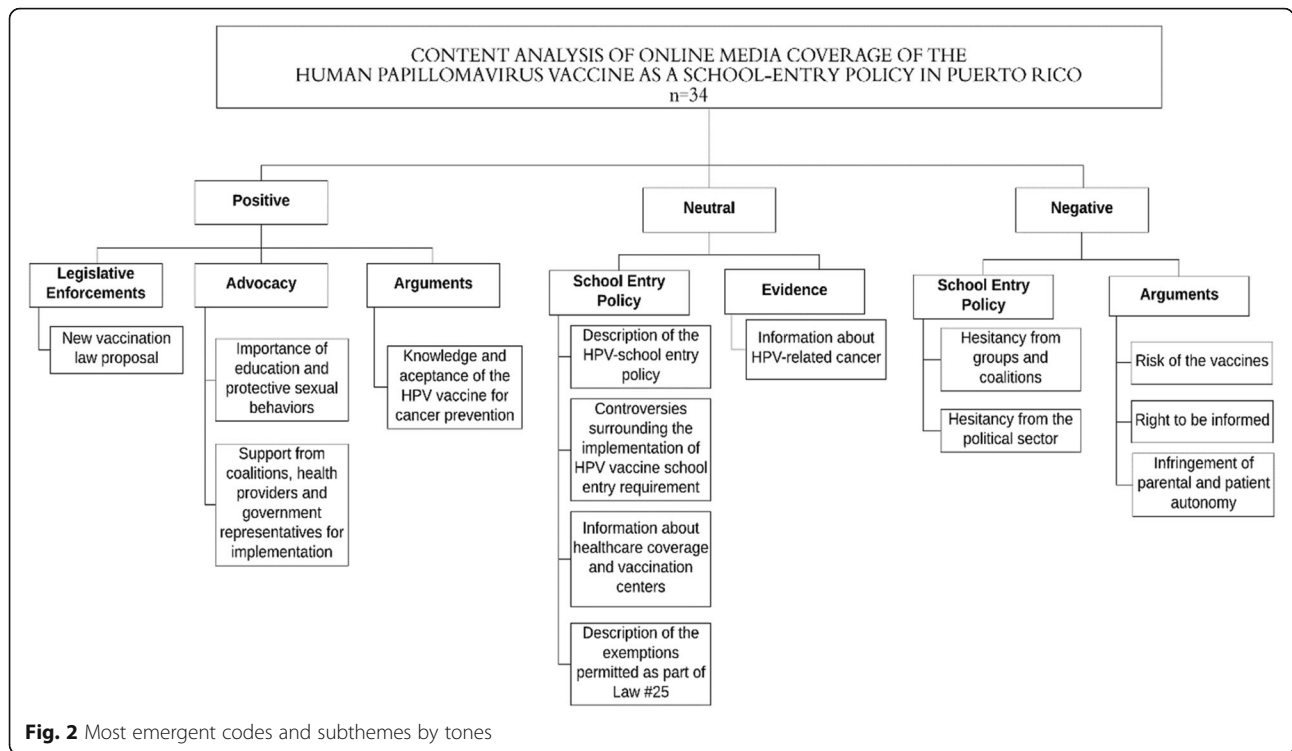 CONTENT ANALYSIS OF ONLINE MEDIA COVERAGE OF THE
HUMAN PAPILLOMAVIRUS VACCINE AS A SCHOOL-ENTRY POLICY IN PUERTO RICO
n=34
Positive
Legislative
Enforcements
New vaccination
law proposal
Advocacy
Importance of
education and
protective sexual
behaviors
Support from
coalitions, health
providers and
government
representatives for
implementation
Arguments
Knowledge and
aceptance of the
HPV vaccine for
cancer prevention
Neutral
School Entry
Policy
Description of the
HPV-school entry
policy
Controversies
surrounding the
implementation of
HPV vaccine school
entry requirement
Information about
healthcare coverage
and vaccination
centers
Description of the
exemptions
permitted as part of
Law #25
Evidence
Information about
HPV-related cancer
Negative
School Entry
Policy
Hesitancy from
groups and
coalitions
Hesitancy from the
political sector
Arguments
Risk of the vaccines
Right to be informed
Infringement of
parental and patient
autonomy
Fig. 2 Most emergent codes and subthemes by tones